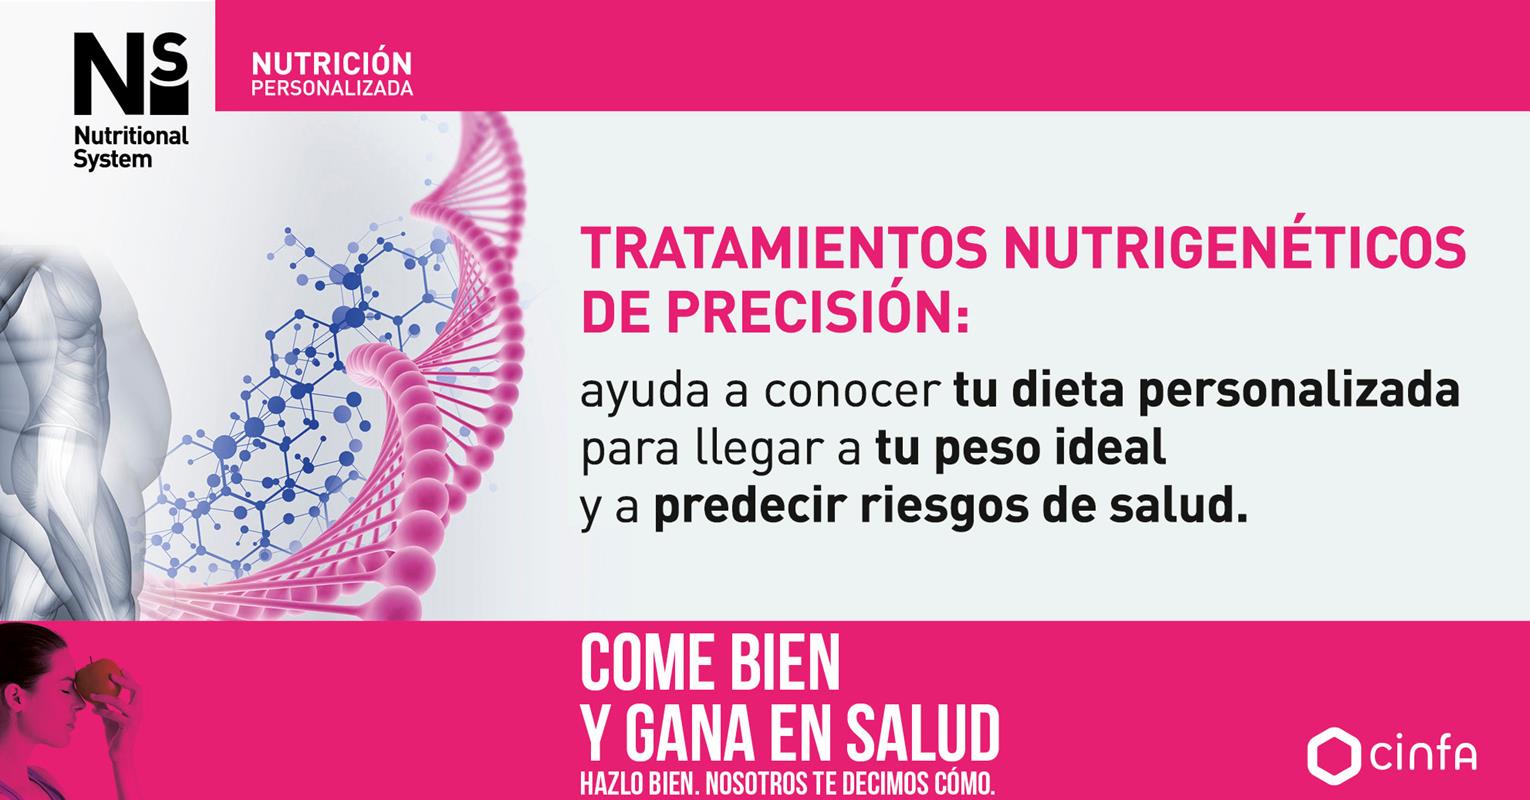 Ns
Nutritional
System
NUTRICIÓN
PERSONALIZADA
TRATAMIENTOS NUTRIGENÉTICOS
DE PRECISIÓN:
ayuda a conocer tu dieta personalizada
para llegar a tu peso ideal
y a predecir riesgos de salud.
COME BIEN
Y GANA EN SALUD
HAZLO BIEN. NOSOTROS TE DECIMOS CÓMO.
cinfa